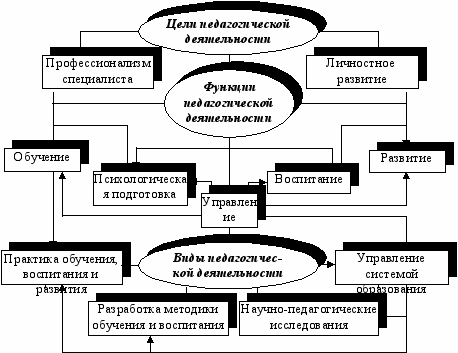 Цели педагогической
деятельности
Профессионализм
специалиста
Личностное
развитие
Функции
педагогической
деятельности
Обучение
Развитие
Психологическа
я подготовка
Воспитание
Управлен
ие
Практика обучения,
воспитания и
развития
Виды педагогичес-
кой деятельности
Управление
системой
образования
Разработка методики
обучения и воспитания
Научно-педагогические
исследования